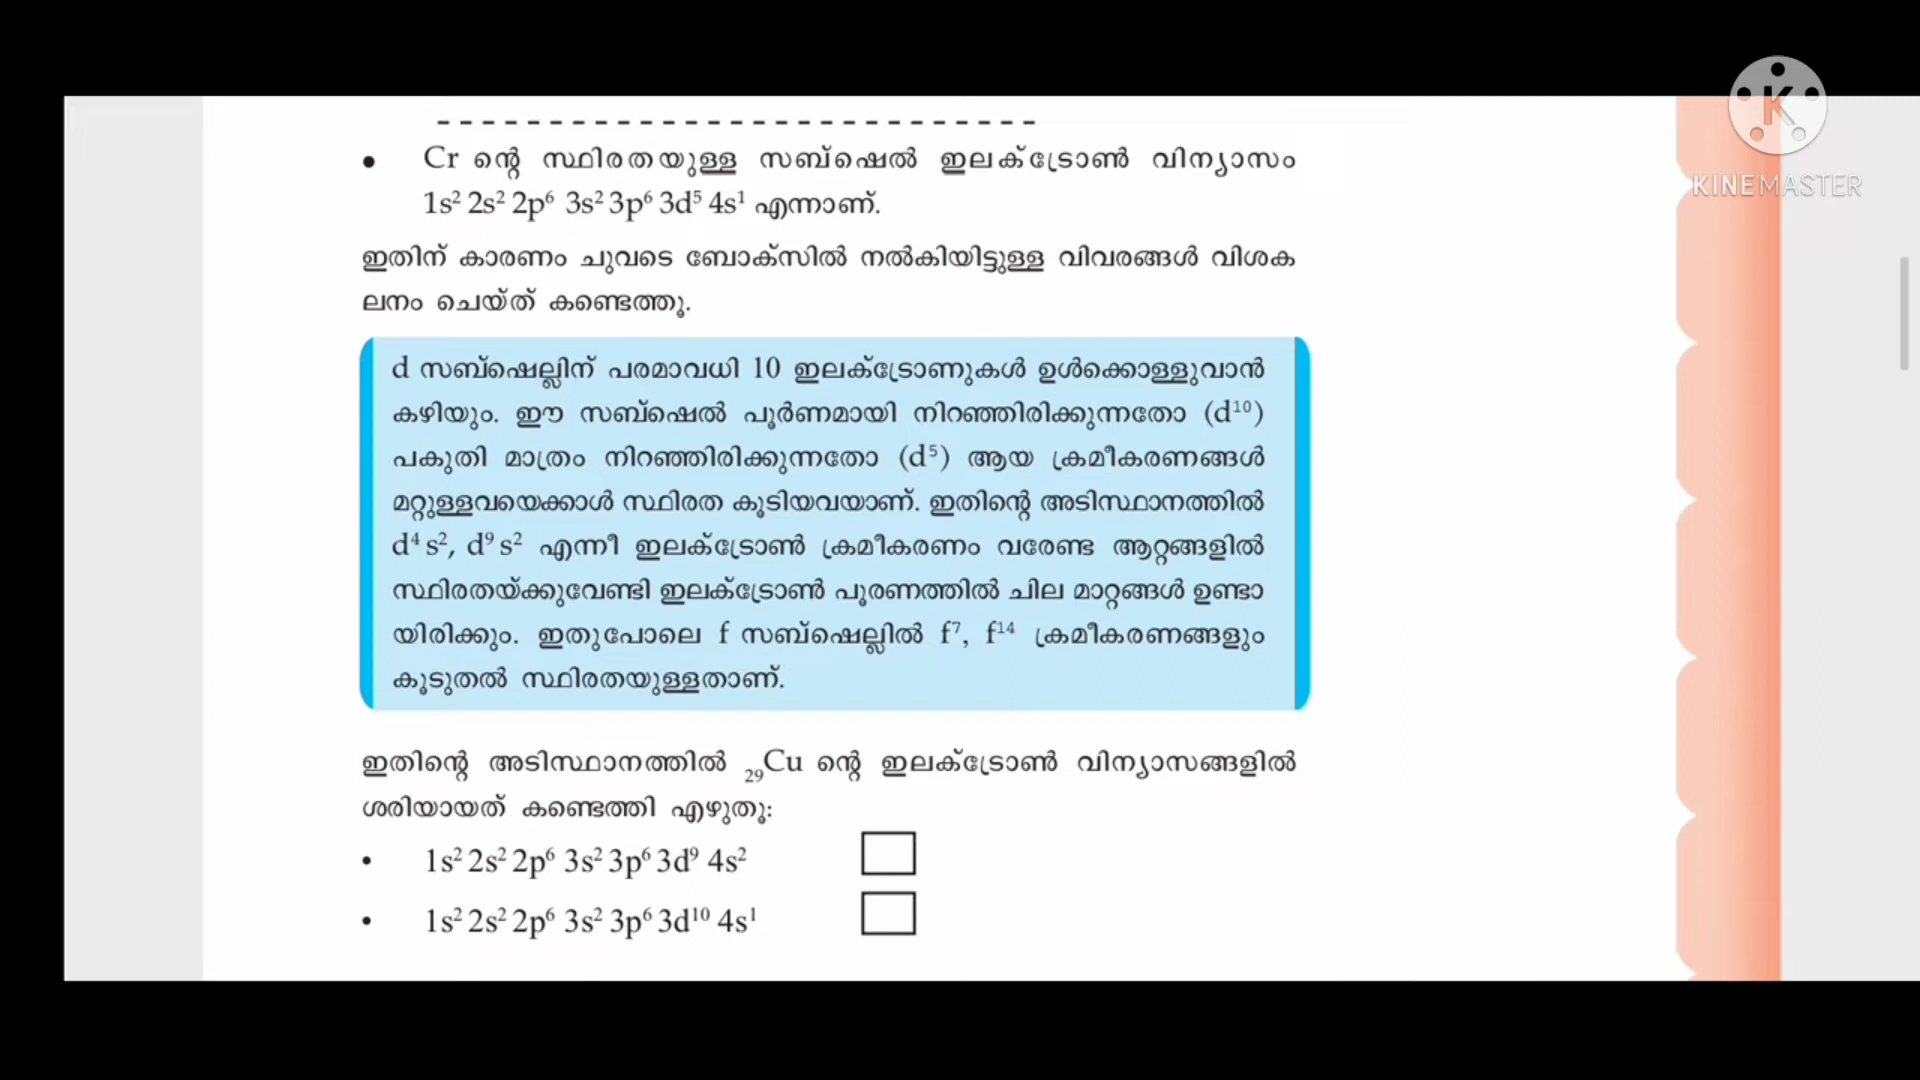 Cr ന്റെ സ്ഥിരതയുള്ള സബ്ഷെൽ ഇലക്ട്രോൺ വിന്യാസം
1s² 2s² 2p⁶ 3s² 3p⁶ 3d⁵ 4s¹ എന്നാണ്.
ഇതിന് കാരണം ചുവടെ ബോക്സിൽ നൽകിയിട്ടുള്ള വിവരങ്ങൾ വിശക
ലനം ചെയ്ത് കണ്ടെത്തൂ.
d സബ്ഷെല്ലിന് പരമാവധി 10 ഇലക്ട്രോണുകൾ ഉൾക്കൊള്ളുവാൻ
കഴിയും. ഈ സബ്ഷെൽ പൂർണമായി നിറഞ്ഞിരിക്കുന്നതോ (d¹⁰)
പകുതി മാത്രം നിറഞ്ഞിരിക്കുന്നതോ (d⁵) ആയ ക്രമീകരണങ്ങൾ
മറ്റുള്ളവയെക്കാൾ സ്ഥിരത കൂടിയവയാണ്. ഇതിന്റെ അടിസ്ഥാനത്തിൽ
d⁴ s², d⁹ s² എന്നീ ഇലക്ട്രോൺ ക്രമീകരണം വരേണ്ട ആറ്റങ്ങളിൽ
സ്ഥിരതയ്ക്കുവേണ്ടി ഇലക്ട്രോൺ പൂരണത്തിൽ ചില മാറ്റങ്ങൾ ഉണ്ടാ
യിരിക്കും. ഇതുപോലെ f സബ്ഷെല്ലിൽ f⁷, f¹⁴ ക്രമീകരണങ്ങളും
കൂടുതൽ സ്ഥിരതയുള്ളതാണ്.
ഇതിന്റെ അടിസ്ഥാനത്തിൽ ₂₉Cu ന്റെ ഇലക്ട്രോൺ വിന്യാസങ്ങളിൽ
ശരിയായത് കണ്ടെത്തി എഴുതൂ:
• 1s² 2s² 2p⁶ 3s² 3p⁶ 3d⁹ 4s²
• 1s² 2s² 2p⁶ 3s² 3p⁶ 3d¹⁰ 4s¹
K
KINEMASTER